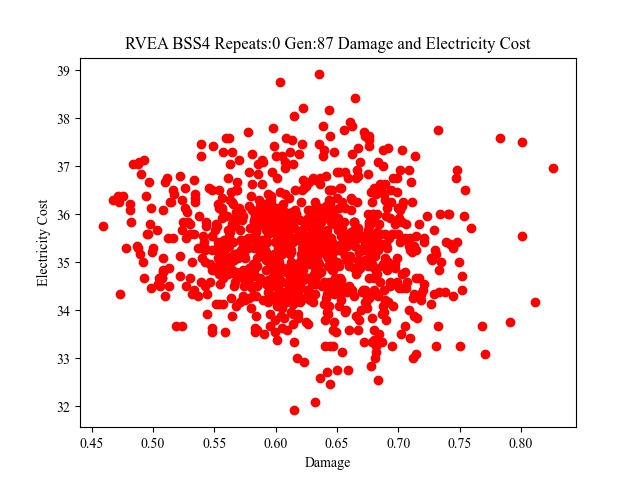 RVEA BSS4 Repeats:0 Gen:87 Damage and Electricity Cost
39
38
37
36
35
34
33
32
Electricity Cost
0.45 0.50 0.55 0.60 0.65 0.70 0.75 0.80
Damage